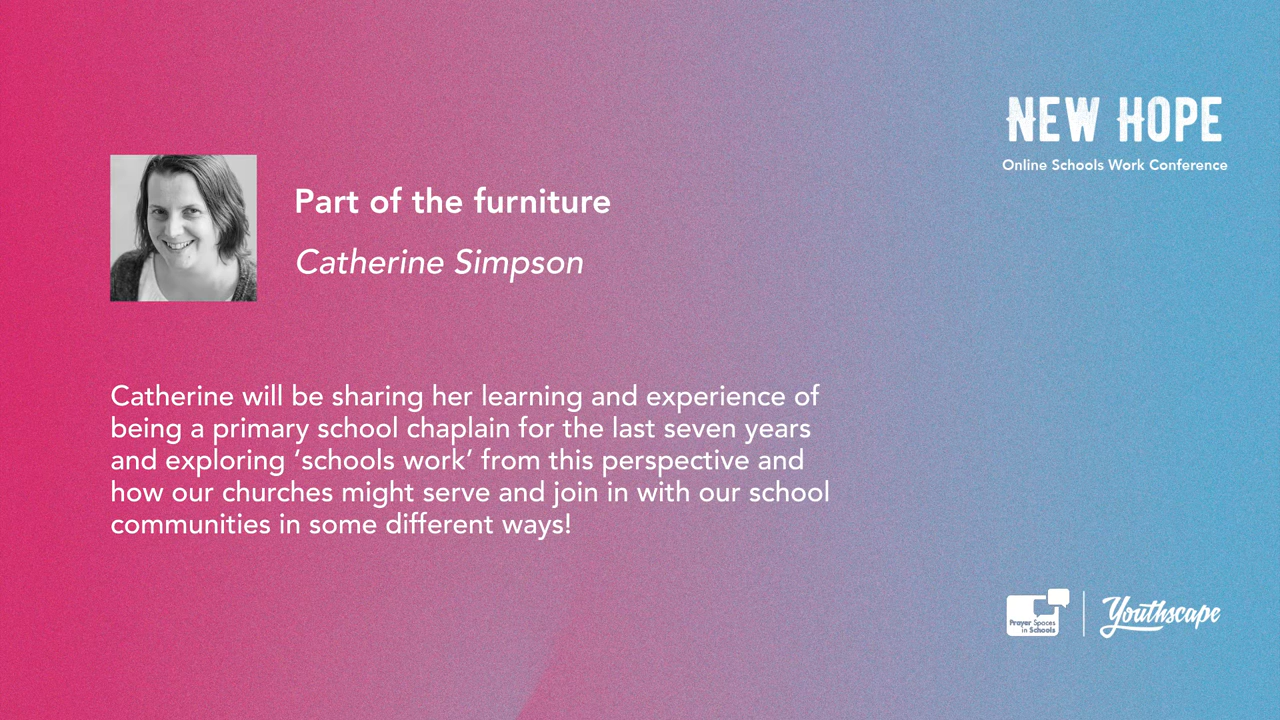 NEW HOPE
Online Schools Work Conference
Part of the furniture
Catherine Simpson
Catherine will be sharing her learning and experience of
being a primary school chaplain for the last seven years
and exploring ‘schools work’ from this perspective and
how our churches might serve and join in with our school
communities in some different ways!
Prayer Spaces
in Schools
Youthscape